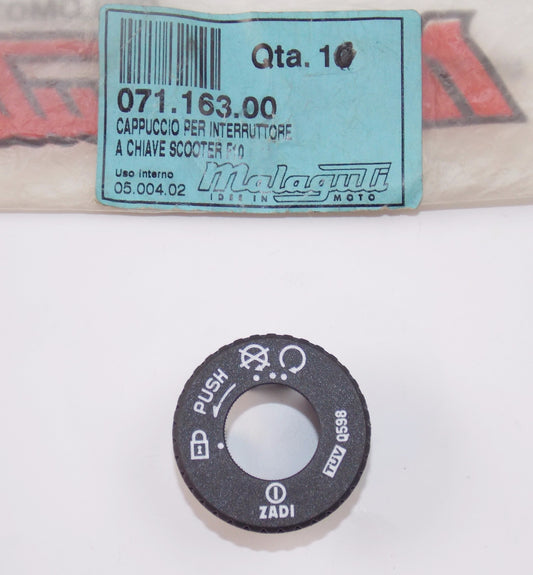 Qta. 10
071.163.00
CAPPUCCIO PER INTERRUTTORE
A CHIAVE SCOOTER F10
Uso interno
05.004.02
Malaguti
IDEE IN MOTO
PUSH
TUV Q598
ZADI